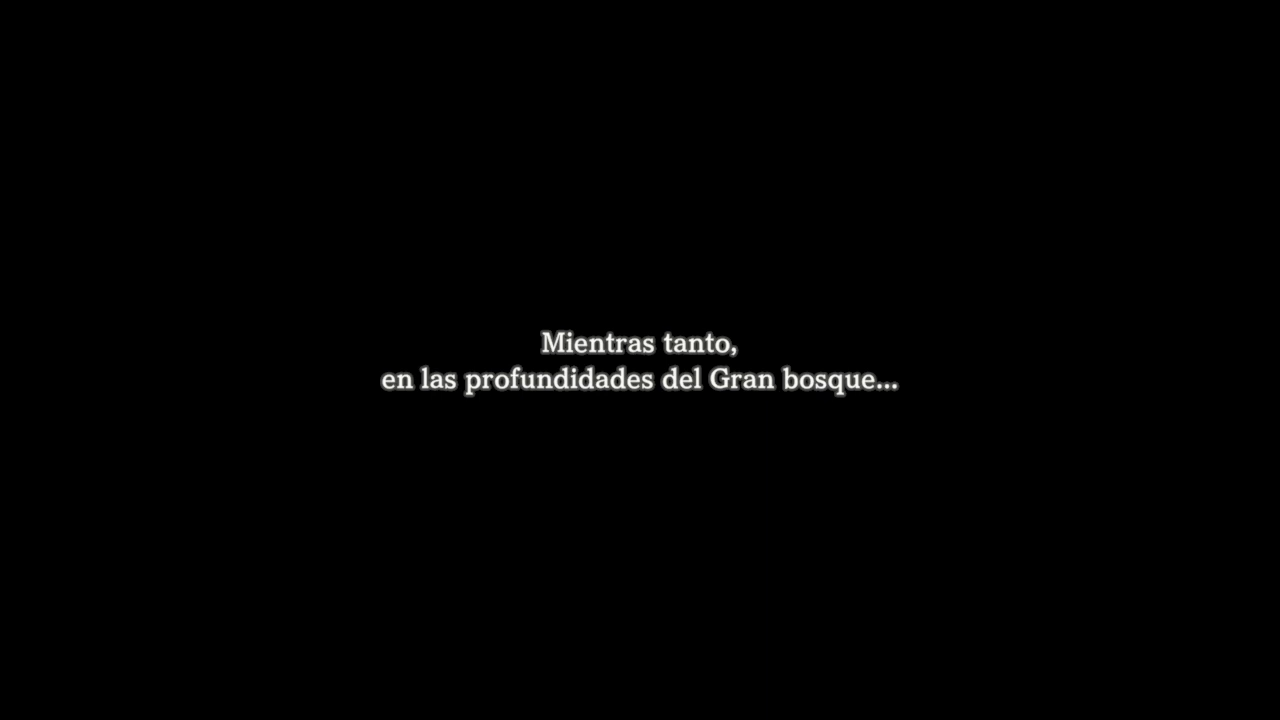 Mientras tanto,
en las profundidades del Gran bosque...